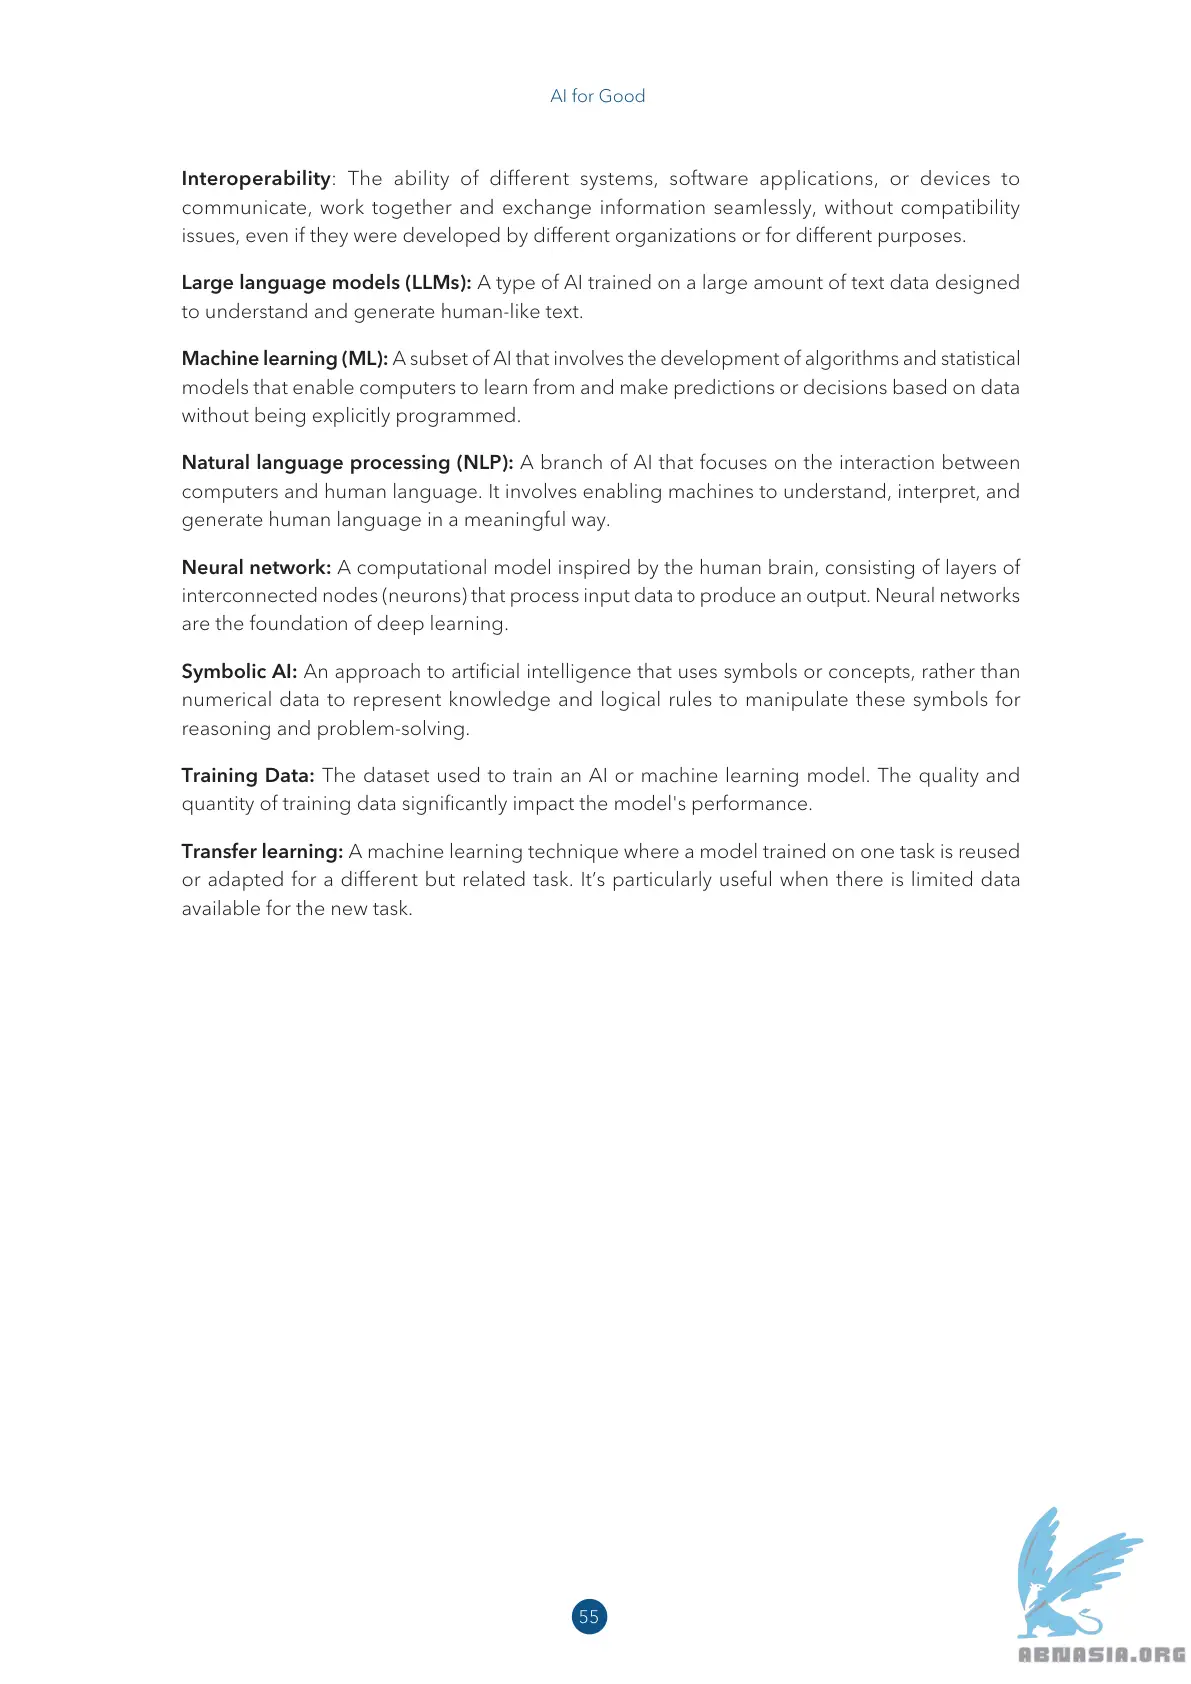 AI for Good
Interoperability: The ability of different systems, software applications, or devices to
communicate, work together and exchange information seamlessly, without compatibility
issues, even if they were developed by different organizations or for different purposes.
Large language models (LLMs): A type of AI trained on a large amount of text data designed
to understand and generate human-like text.
Machine learning (ML): A subset of AI that involves the development of algorithms and statistical
models that enable computers to learn from and make predictions or decisions based on data
without being explicitly programmed.
Natural language processing (NLP): A branch of AI that focuses on the interaction between
computers and human language. It involves enabling machines to understand, interpret, and
generate human language in a meaningful way.
Neural network: A computational model inspired by the human brain, consisting of layers of
interconnected nodes (neurons) that process input data to produce an output. Neural networks
are the foundation of deep learning.
Symbolic AI: An approach to artificial intelligence that uses symbols or concepts, rather than
numerical data to represent knowledge and logical rules to manipulate these symbols for
reasoning and problem-solving.
Training Data: The dataset used to train an AI or machine learning model. The quality and
quantity of training data significantly impact the model's performance.
Transfer learning: A machine learning technique where a model trained on one task is reused
or adapted for a different but related task. It’s particularly useful when there is limited data
available for the new task.
55
ABNASIA.ORG